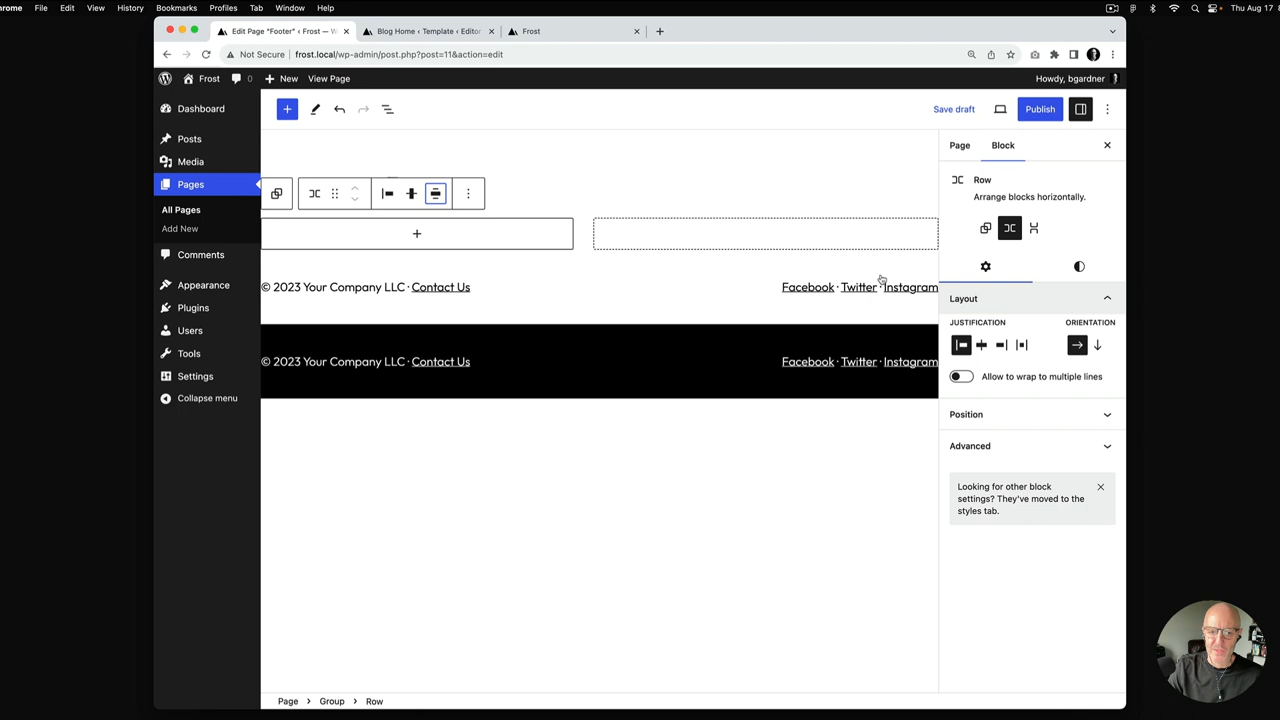 hrome File Edit View History Bookmarks Profiles Tab Window Help Thu Aug 17
Edit Page "Footer" ‹ Frost — W Blog Home ‹ Template ‹ Editor Frost
Not Secure frost.local/wp-admin/post.php?post=11&action=edit
Frost 0 New View Page Howdy, bgardner
Dashboard
Posts
Media
Pages
All Pages
Add New
Comments
Appearance
Plugins
Users
Tools
Settings
Collapse menu
Save draft Publish
© 2023 Your Company LLC · Contact Us Facebook · Twitter · Instagram
© 2023 Your Company LLC · Contact Us Facebook · Twitter · Instagram
Page Block
Row
Arrange blocks horizontally.
Layout
JUSTIFICATION ORIENTATION
Allow to wrap to multiple lines
Position
Advanced
Looking for other block
settings? They've moved to the
styles tab.
Page › Group › Row